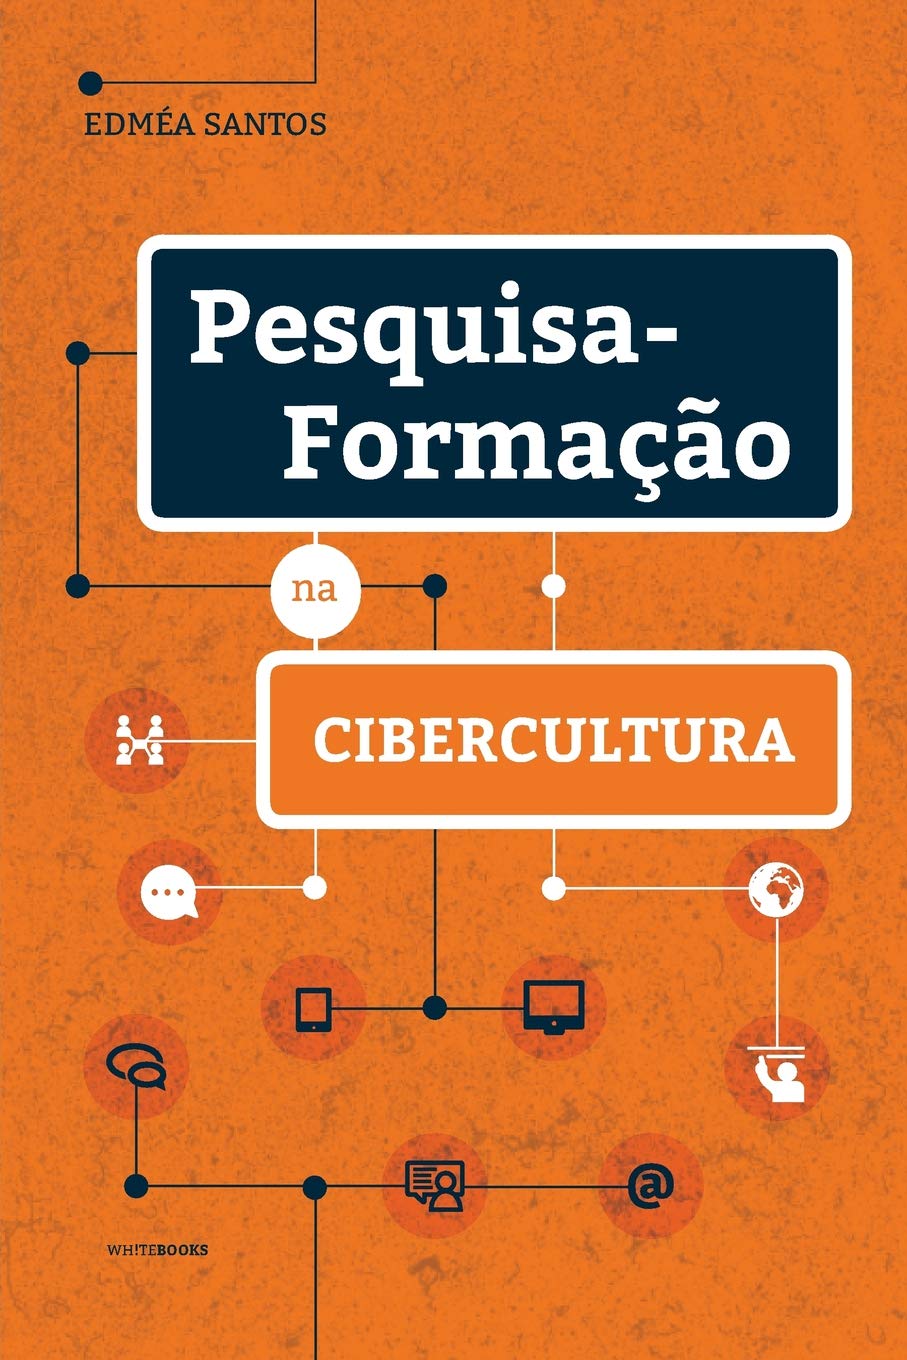 EDMÉA SANTOS
Pesquisa-
Formação
na
CIBERCULTURA
@
WH!TEBOOKS